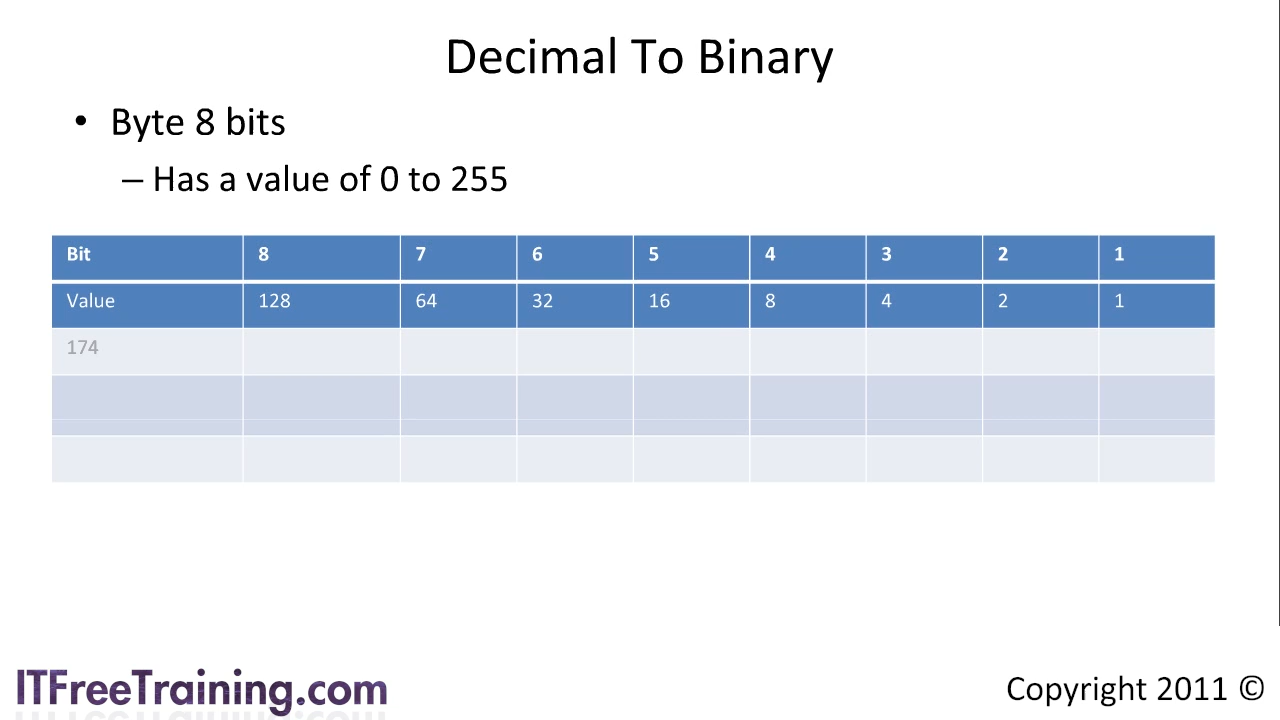 Decimal To Binary
• Byte 8 bits
– Has a value of 0 to 255
Bit 8 7 6 5 4 3 2 1
Value 128 64 32 16 8 4 2 1
174
ITFreeTraining.com
Copyright 2011 ©